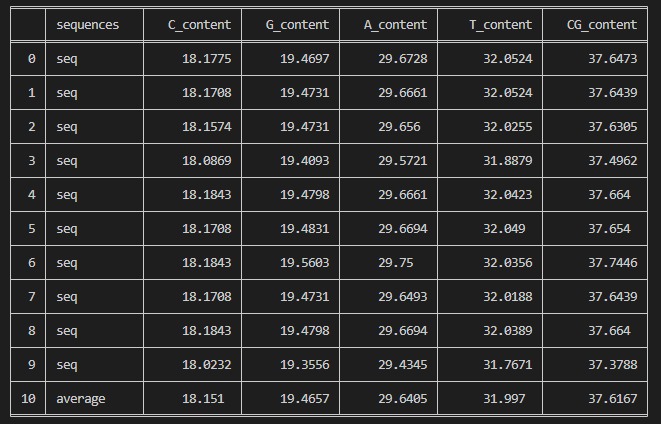 sequences C_content G_content A_content T_content CG_content
0 seq 18.1775 19.4697 29.6728 32.0524 37.6473
1 seq 18.1708 19.4731 29.6661 32.0524 37.6439
2 seq 18.1574 19.4731 29.656 32.0255 37.6305
3 seq 18.0869 19.4093 29.5721 31.8879 37.4962
4 seq 18.1843 19.4798 29.6661 32.0423 37.664
5 seq 18.1708 19.4831 29.6694 32.049 37.654
6 seq 18.1843 19.5603 29.75 32.0356 37.7446
7 seq 18.1708 19.4731 29.6493 32.0188 37.6439
8 seq 18.1843 19.4798 29.6694 32.0389 37.664
9 seq 18.0232 19.3556 29.4345 31.7671 37.3788
10 average 18.151 19.4657 29.6405 31.997 37.6167